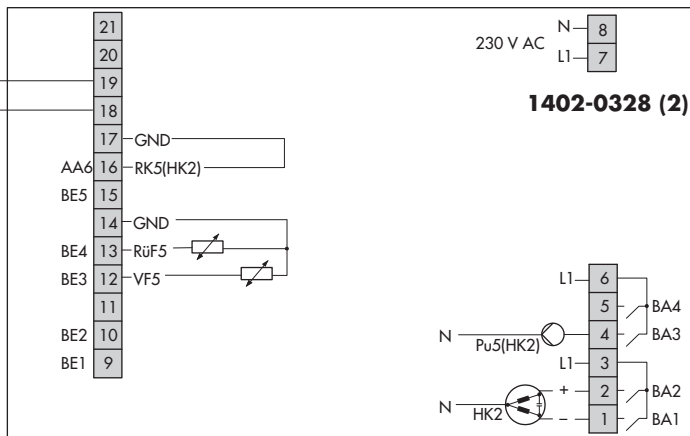 21
20
19
18
17 GND
AA6 16 RK5(HK2)
BE5 15
14 GND
BE4 13 RüF5
BE3 12 VF5
11
BE2 10
BE1 9
230 V AC
N 8
L1 7
1402-0328 (2)
L1 6
5 BA4
N Pu5(HK2) 4 BA3
L1 3
+ 2 BA2
N HK2
− 1 BA1